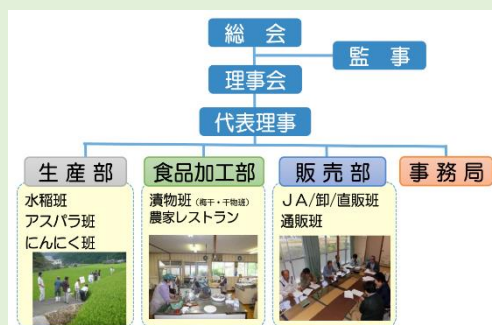 総会
監事
理事会
代表理事
生産部
水稲班
アスパラ班
にんにく班
食品加工部
漬物班（梅干・干物班）
農家レストラン
販売部
ＪＡ/卸/直販班
通販班
事務局